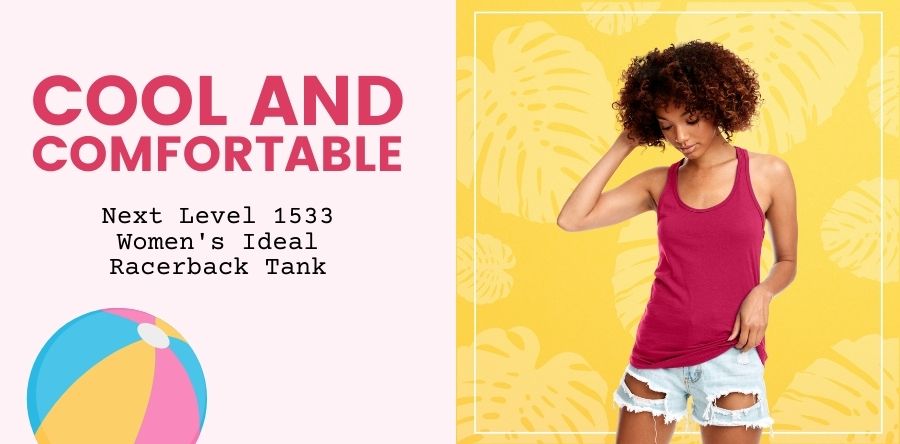 COOL AND
COMFORTABLE
Next Level 1533
Women's Ideal
Racerback Tank